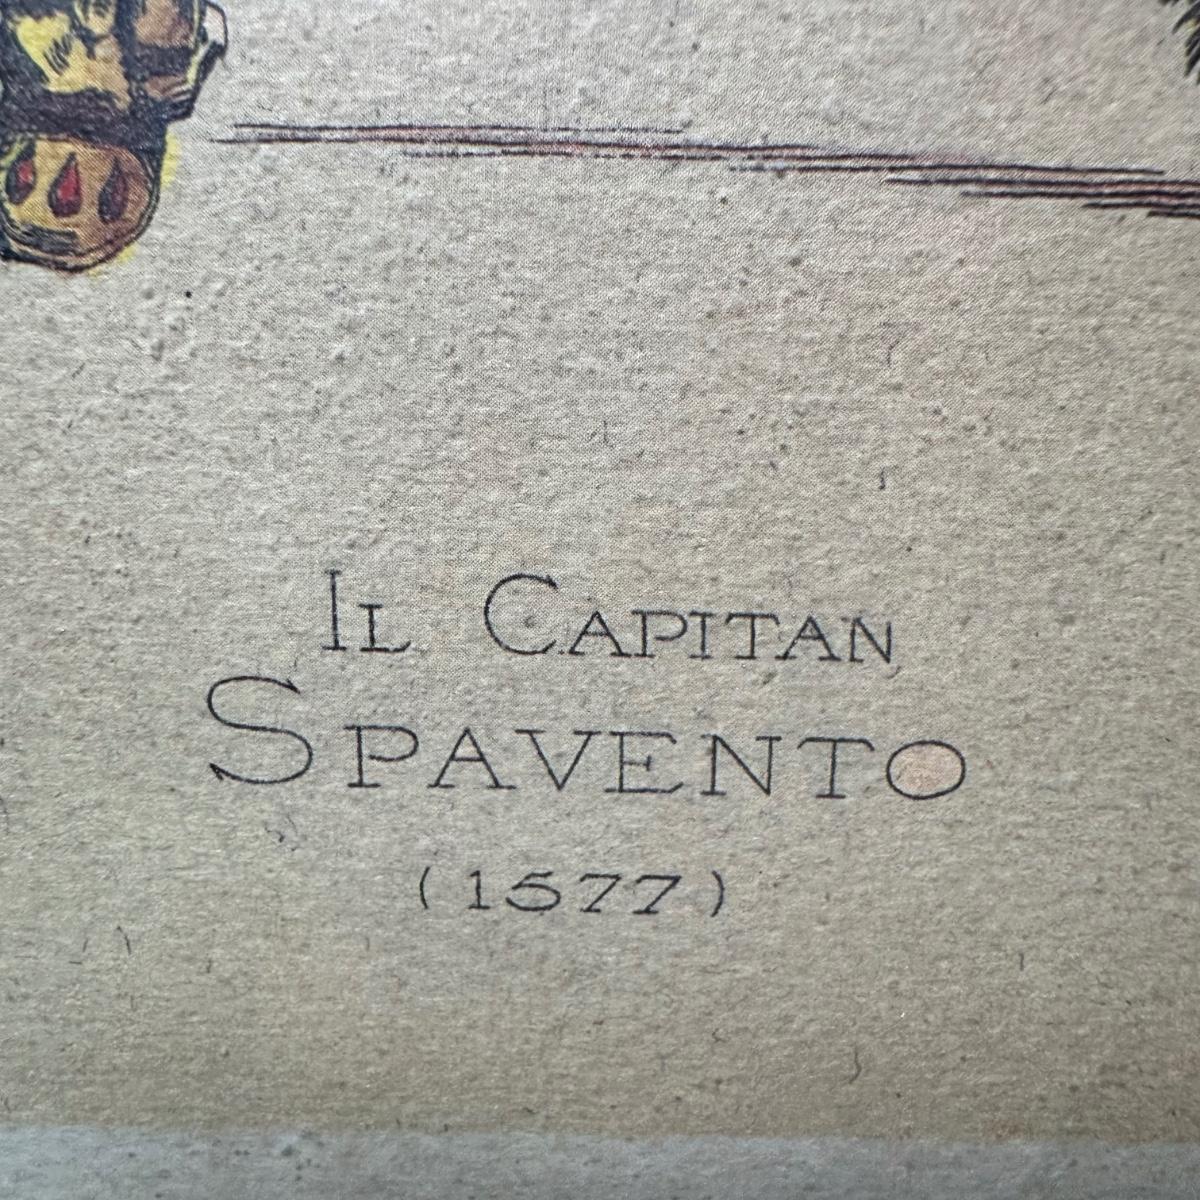 IL CAPITAN
SPAVENTO
(1577)